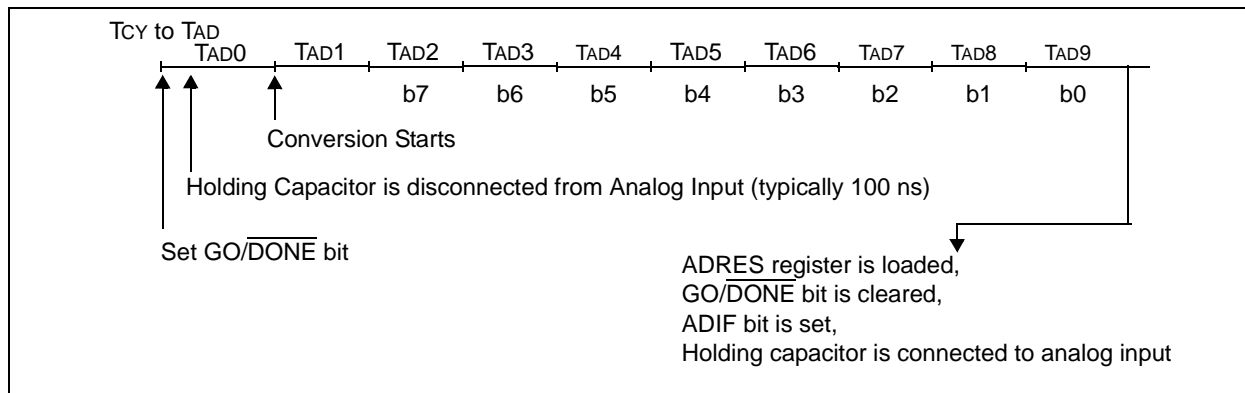 TCY to TAD
TAD0 TAD1 TAD2 TAD3 TAD4 TAD5 TAD6 TAD7 TAD8 TAD9
b7 b6 b5 b4 b3 b2 b1 b0
Conversion Starts
Holding Capacitor is disconnected from Analog Input (typically 100 ns)
Set GO/DONE bit
ADRES register is loaded,
GO/DONE bit is cleared,
ADIF bit is set,
Holding capacitor is connected to analog input